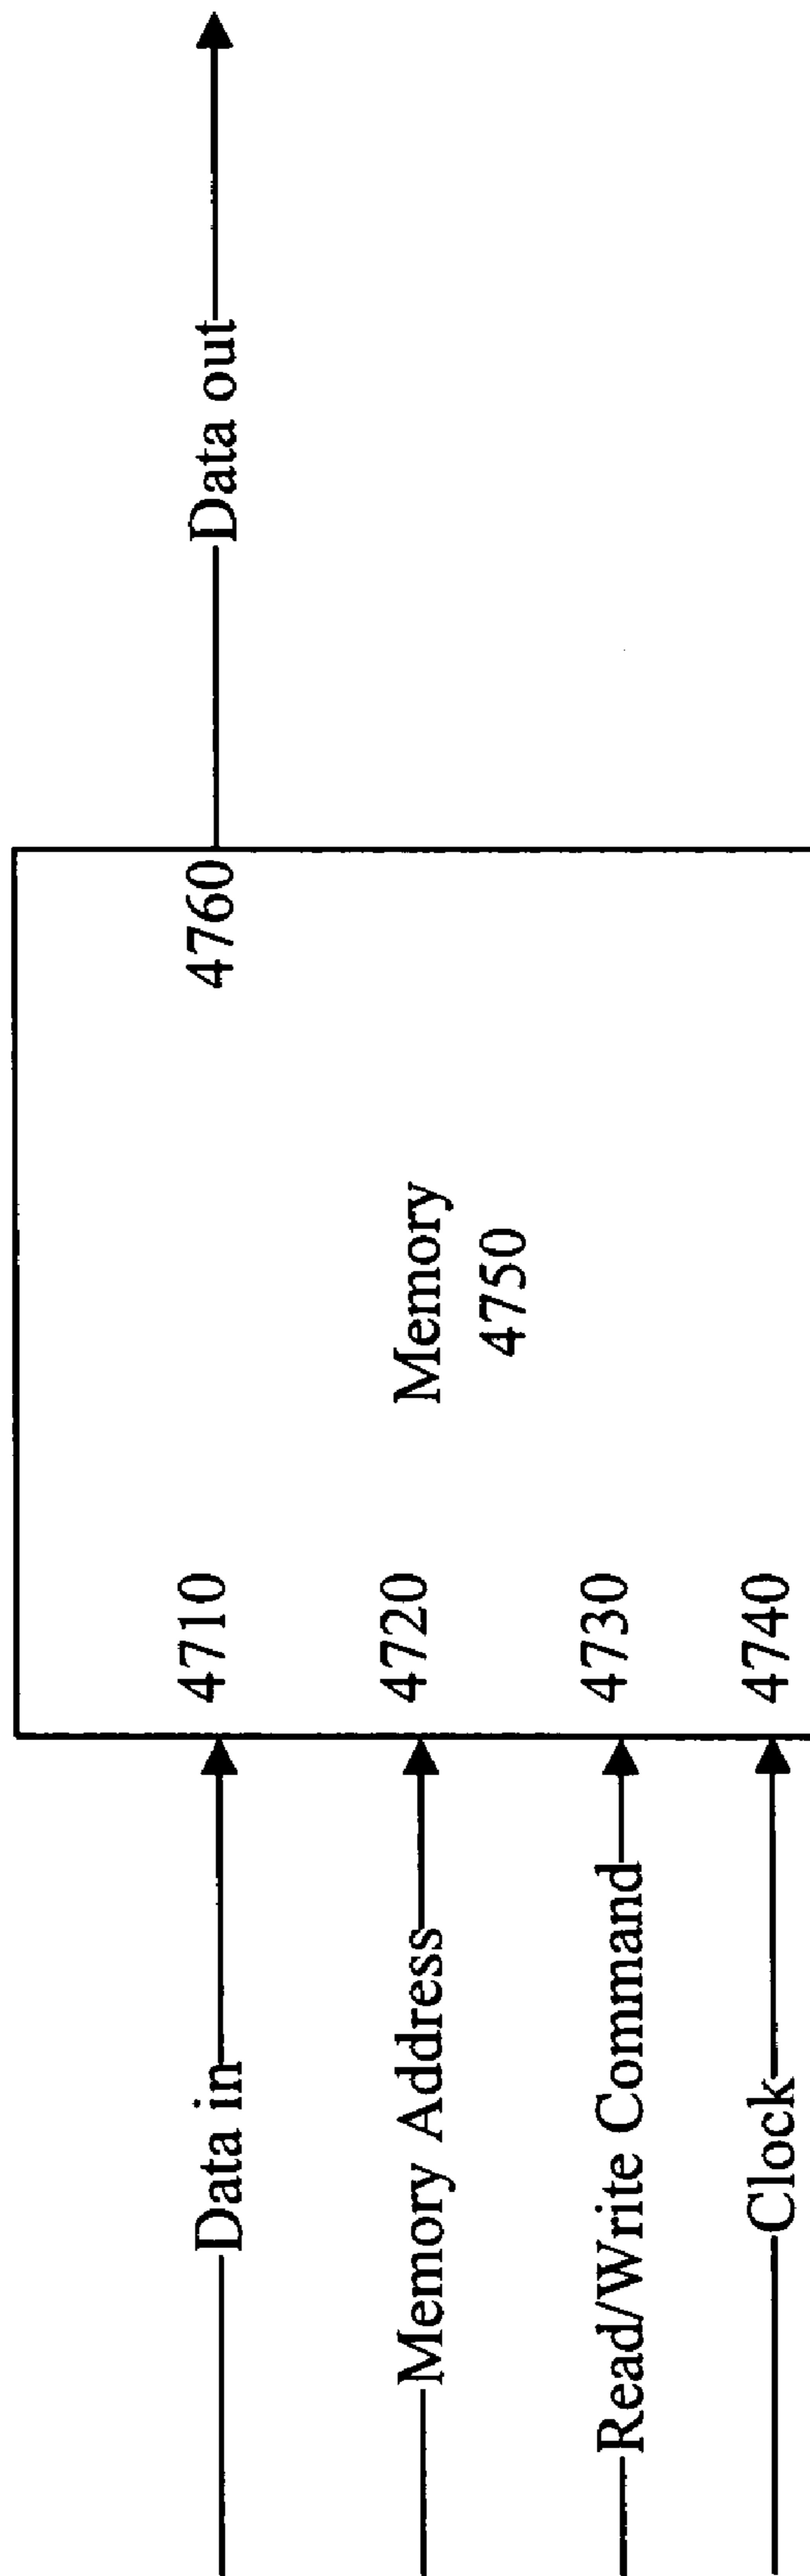 Data in
4710
4760
Data out
Memory Address
4720
Memory
4750
Read/Write Command
4730
Clock
4740